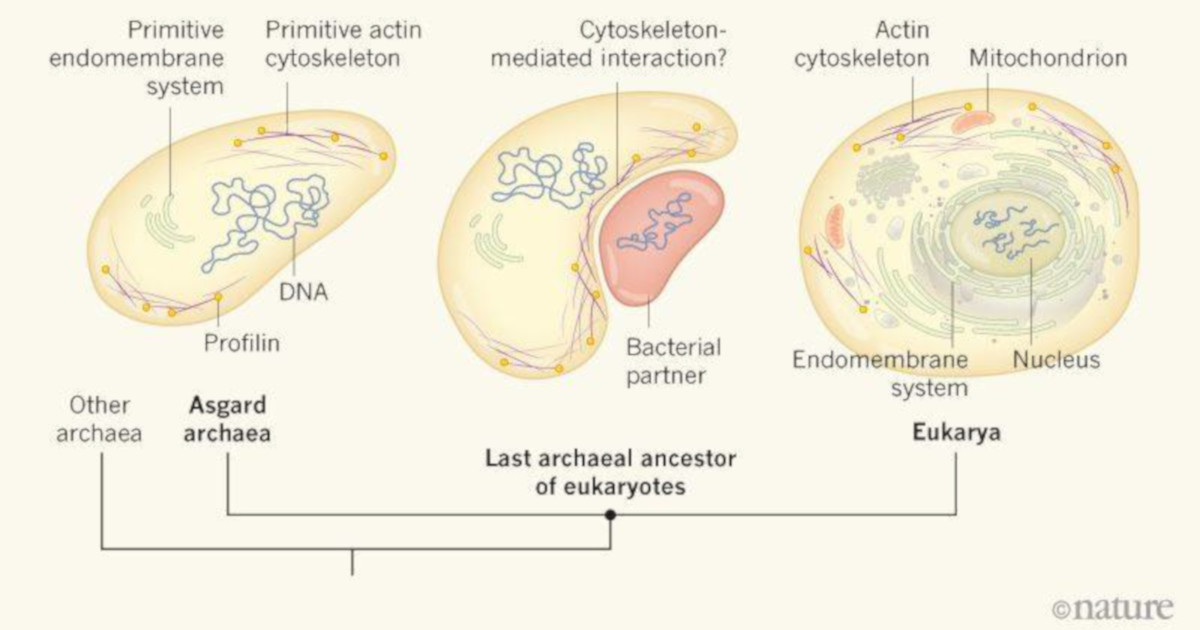 Primitive
endomembrane
system
Primitive actin
cytoskeleton
Cytoskeleton-
mediated interaction?
Actin
cytoskeleton
Mitochondrion
DNA
Profilin
Bacterial
partner
Endomembrane
system
Nucleus
Other
archaea
Asgard
archaea
Last archaeal ancestor
of eukaryotes
Eukarya
©nature